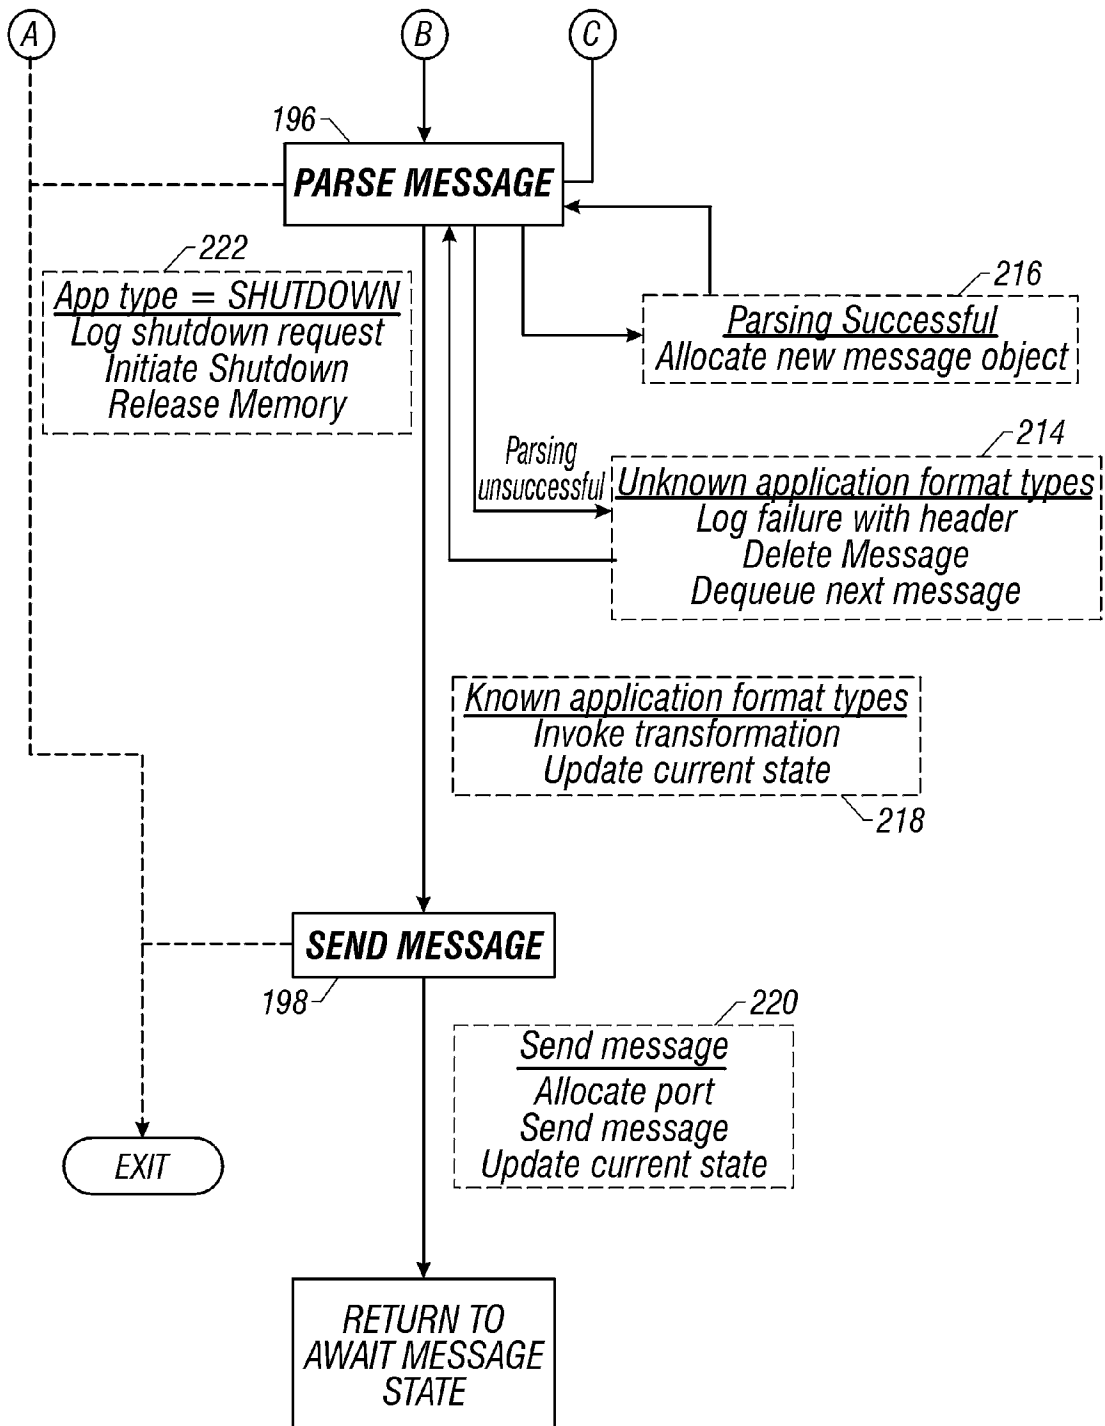 A
B
C
196
PARSE MESSAGE
222
App type = SHUTDOWN
Log shutdown request
Initiate Shutdown
Release Memory
216
Parsing Successful
Allocate new message object
Parsing
unsuccessful
214
Unknown application format types
Log failure with header
Delete Message
Dequeue next message
Known application format types
Invoke transformation
Update current state
218
SEND MESSAGE
198
220
Send message
Allocate port
Send message
Update current state
EXIT
RETURN TO
AWAIT MESSAGE
STATE